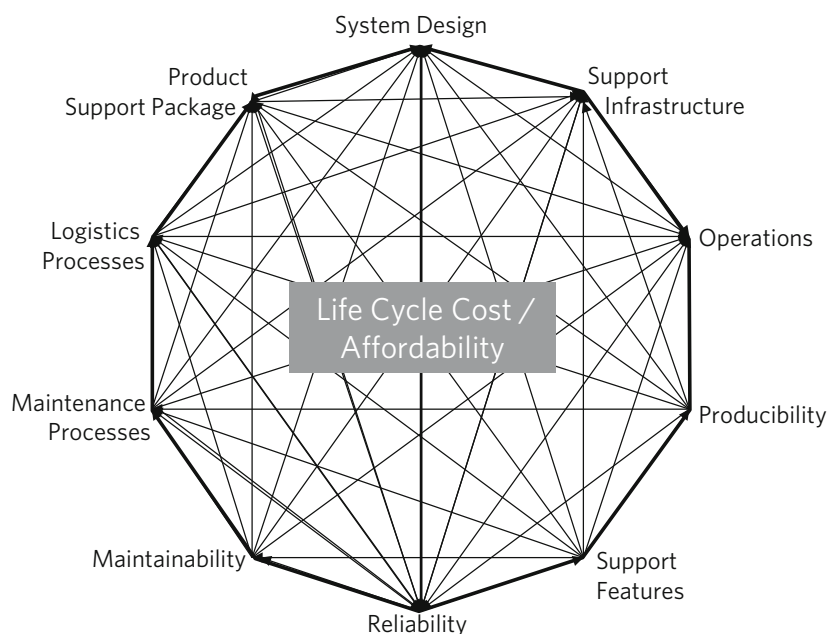 System Design
Product
Support Package
Support
Infrastructure
Logistics
Processes
Operations
Life Cycle Cost /
Affordability
Maintenance
Processes
Producibility
Maintainability
Support
Features
Reliability